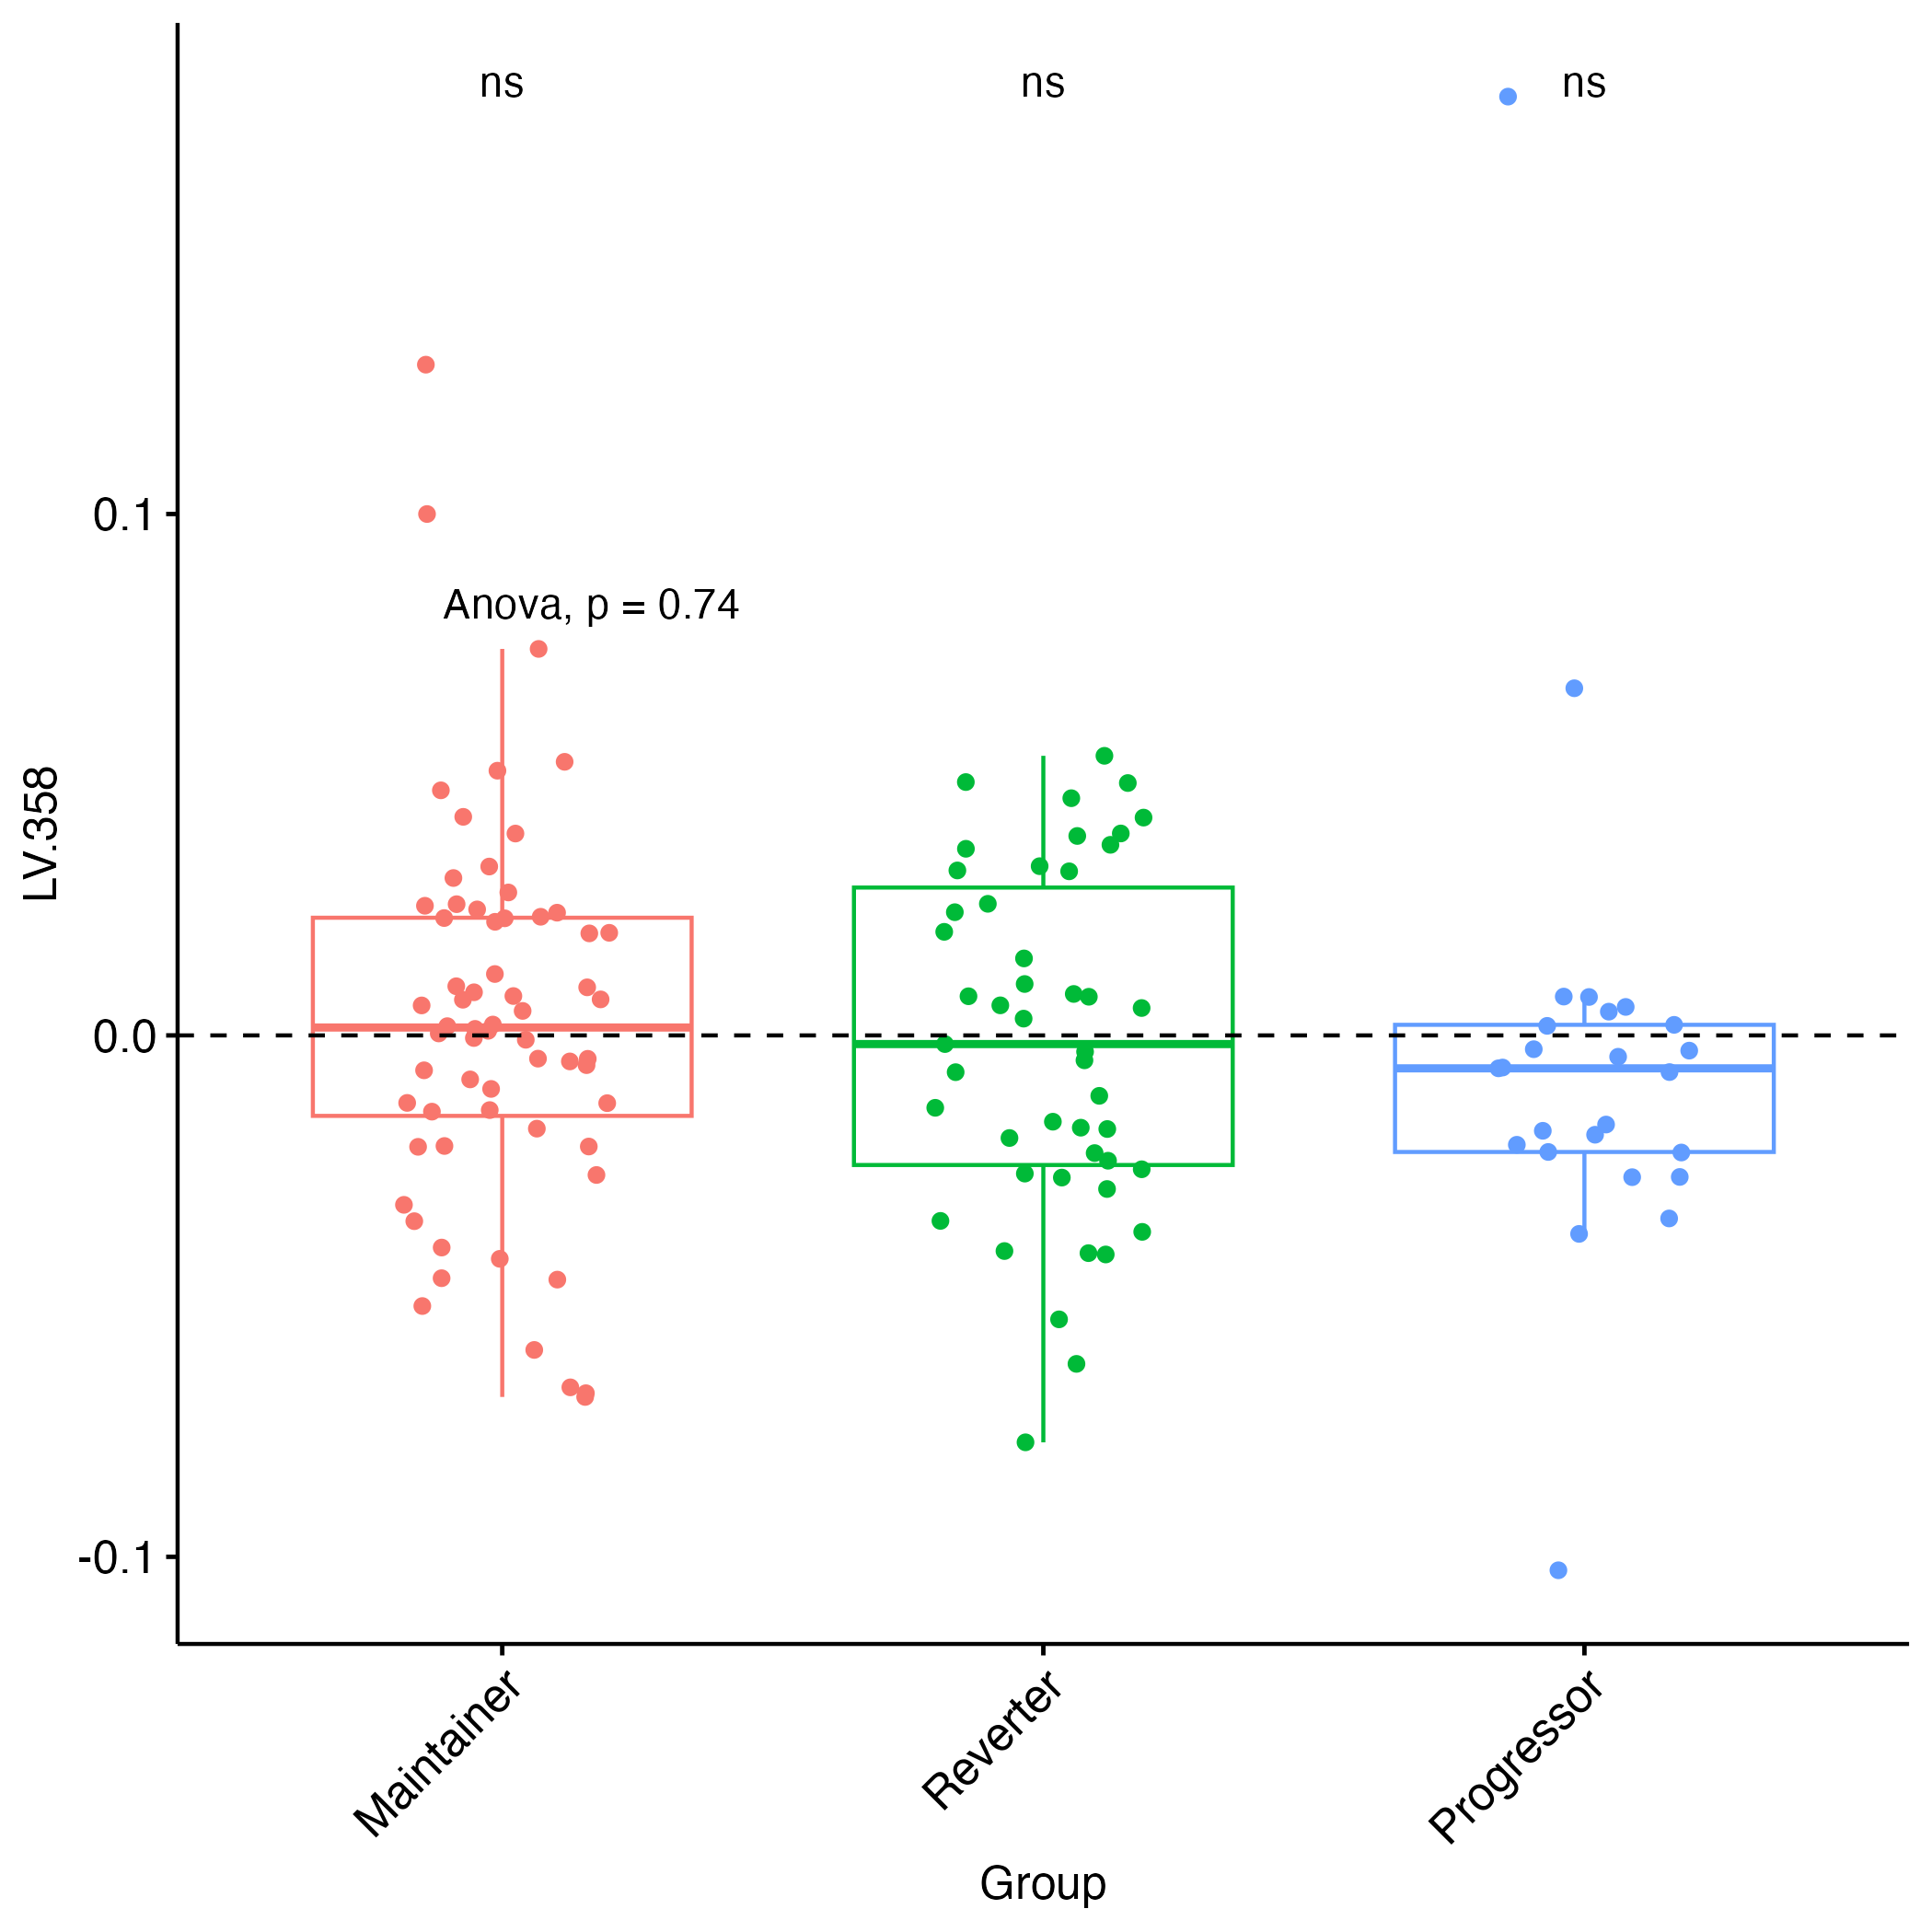 ns ns ns
0.1
Anova, p = 0.74
LV.358
0.0
-0.1
Maintainer Reverter Progressor
Group